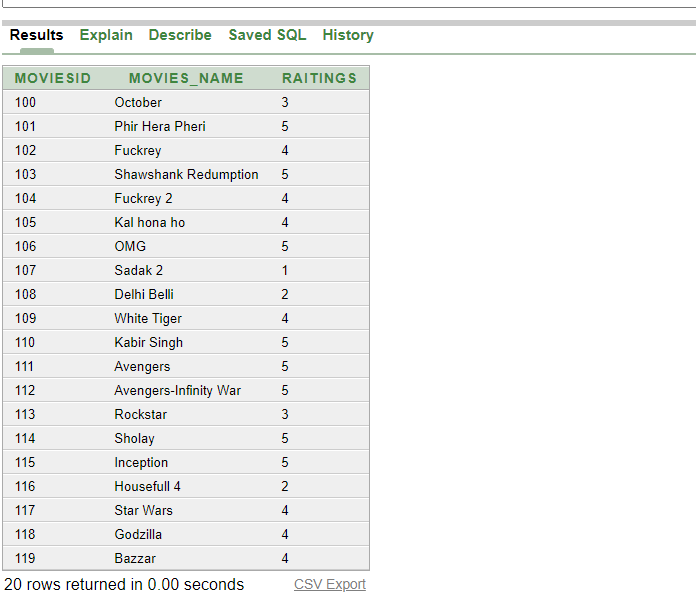 Results Explain Describe Saved SQL History
MOVIESID MOVIES_NAME RAITINGS
100 October 3
101 Phir Hera Pheri 5
102 Fuckrey 4
103 Shawshank Redumption 5
104 Fuckrey 2 4
105 Kal hona ho 4
106 OMG 5
107 Sadak 2 1
108 Delhi Belli 2
109 White Tiger 4
110 Kabir Singh 5
111 Avengers 5
112 Avengers-Infinity War 5
113 Rockstar 3
114 Sholay 5
115 Inception 5
116 Housefull 4 2
117 Star Wars 4
118 Godzilla 4
119 Bazzar 4
20 rows returned in 0.00 seconds CSV Export